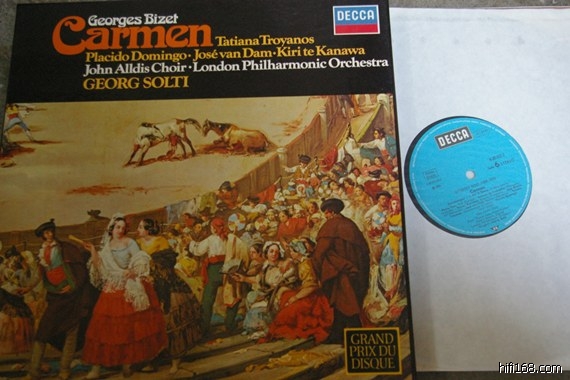 Georges Bizet
Carmen
Tatiana Troyanos
Placido Domingo · José van Dam · Kiri te Kanawa
John Alldis Choir · London Philharmonic Orchestra
GEORG SOLTI
DECCA
GRAND
PRIX DU
DISQUE
DECCA
hifi168.com